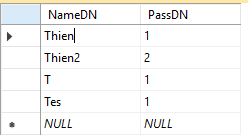 NameDN PassDN
Thien 1
Thien2 2
T 1
Tes 1
NULL NULL